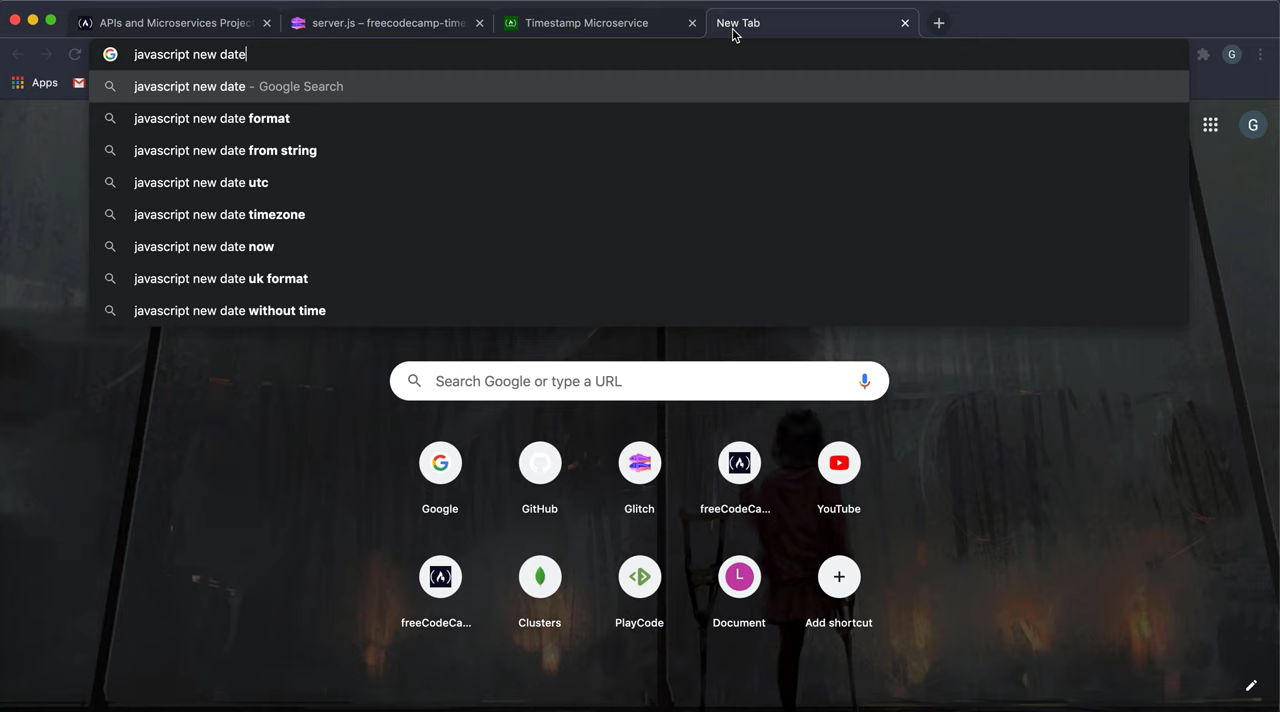 APIs and Microservices Project
server.js – freecodecamp-time
Timestamp Microservice
New Tab
javascript new date
G
Apps
javascript new date - Google Search
javascript new date format
javascript new date from string
javascript new date utc
javascript new date timezone
javascript new date now
javascript new date uk format
javascript new date without time
G
Search Google or type a URL
Google
GitHub
Glitch
freeCodeCa...
YouTube
L
freeCodeCa...
Clusters
PlayCode
Document
Add shortcut